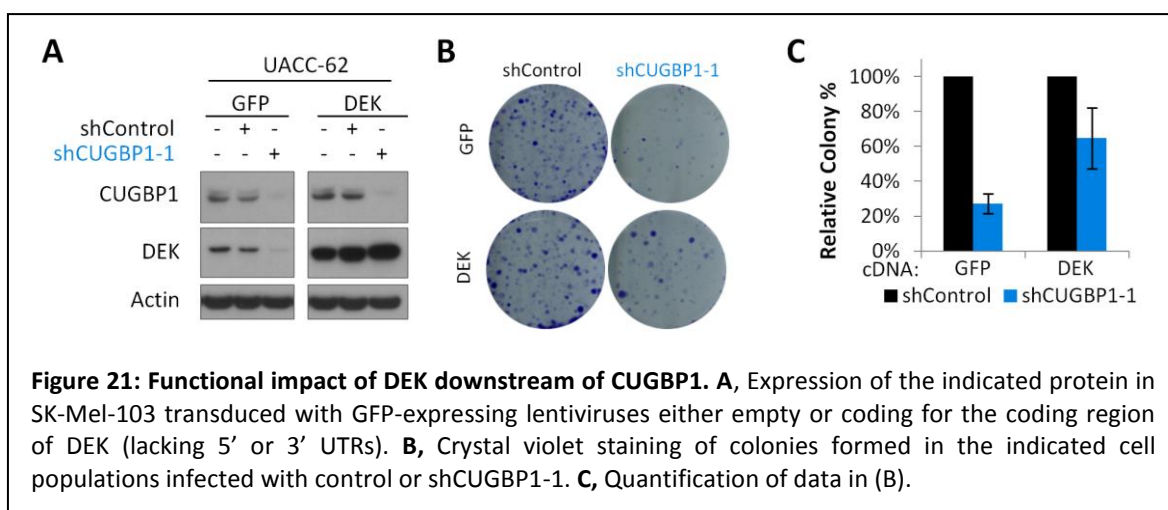 A
UACC-62
GFP DEK
shControl - + - - + -
shCUGBP1-1 - - + - - +
CUGBP1
DEK
Actin
B
shControl shCUGBP1-1
GFP
DEK
C
Relative Colony %
100%
80%
60%
40%
20%
0%
cDNA: GFP DEK
shControl shCUGBP1-1
Figure 21: Functional impact of DEK downstream of CUGBP1. A, Expression of the indicated protein in
SK-Mel-103 transduced with GFP-expressing lentiviruses either empty or coding for the coding region
of DEK (lacking 5’ or 3’ UTRs). B, Crystal violet staining of colonies formed in the indicated cell
populations infected with control or shCUGBP1-1. C, Quantification of data in (B).